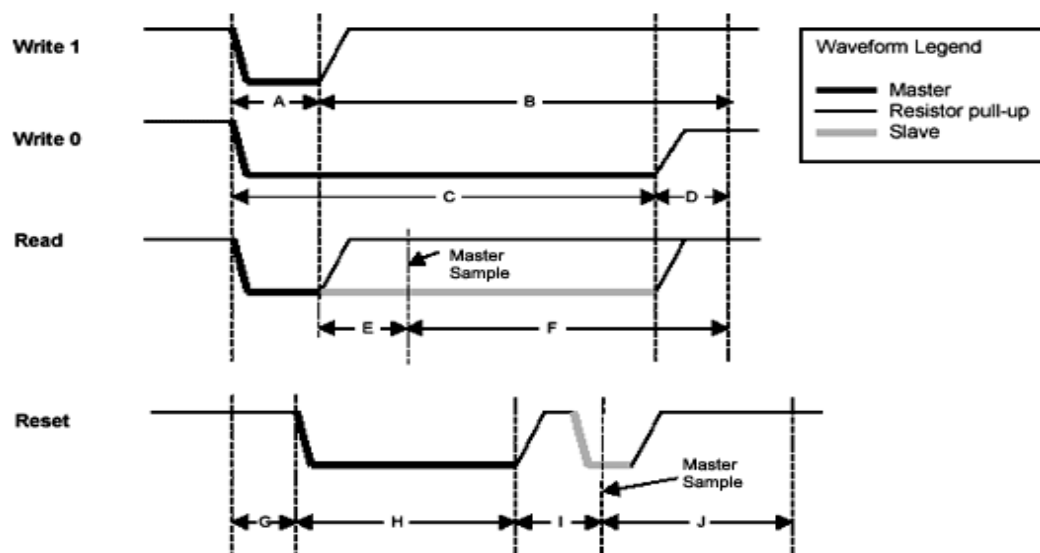 Write 1
A
B
Waveform Legend
Master
Resistor pull-up
Slave
Write 0
C
D
Read
Master
Sample
E
F
Reset
Master
Sample
G
H
I
J